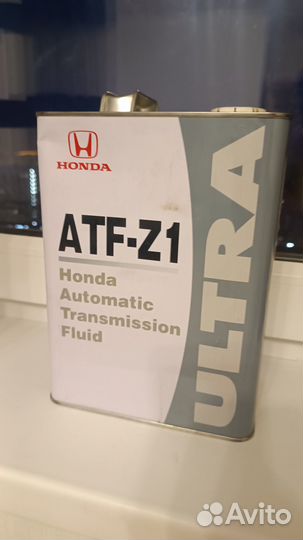 HONDA
ATF-Z1
Honda
Automatic
Transmission
Fluid
ULTRA
Avito